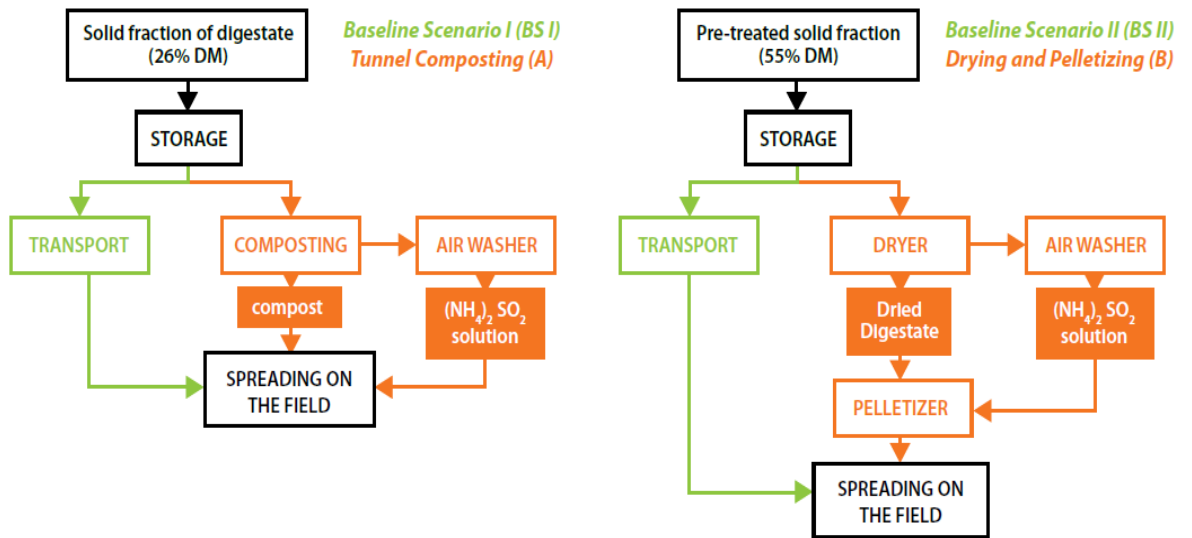 Solid fraction of digestate
(26% DM)
Baseline Scenario I (BS I)
Tunnel Composting (A)
STORAGE
TRANSPORT
COMPOSTING
AIR WASHER
compost
(NH₄)₂ SO₂
solution
SPREADING ON
THE FIELD
Pre-treated solid fraction
(55% DM)
Baseline Scenario II (BS II)
Drying and Pelletizing (B)
STORAGE
TRANSPORT
DRYER
AIR WASHER
Dried
Digestate
(NH₄)₂ SO₂
solution
PELLETIZER
SPREADING ON
THE FIELD